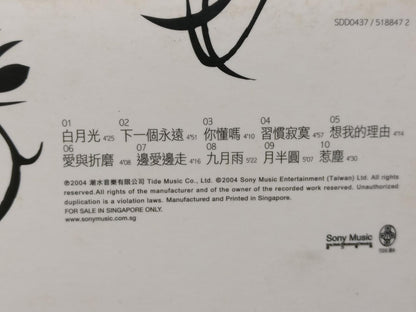 SDD0437 / 518847 2
01 02 03 04 05
白月光 4'25 下一個永遠 4'51 你懂嗎 4'10 習慣寂寞 4'57 想我的理由 4'14
06 07 08 09 10
愛與折磨 4'08 邊愛邊走 4'16 九月雨 5'22 月半圓 5'07 惹塵 4'30
℗2004 潮水音樂有限公司 Tide Music Co., Ltd. ©2004 Sony Music Entertainment (Taiwan) Ltd. All rights
reserved.All rights of the manufacturer and of the owner of the recorded work reserved. Unauthorized
duplication is a violation laws. Manufactured and Printed in Singapore.
FOR SALE IN SINGAPORE ONLY.
www.sonymusic.com.sg
Sony Music